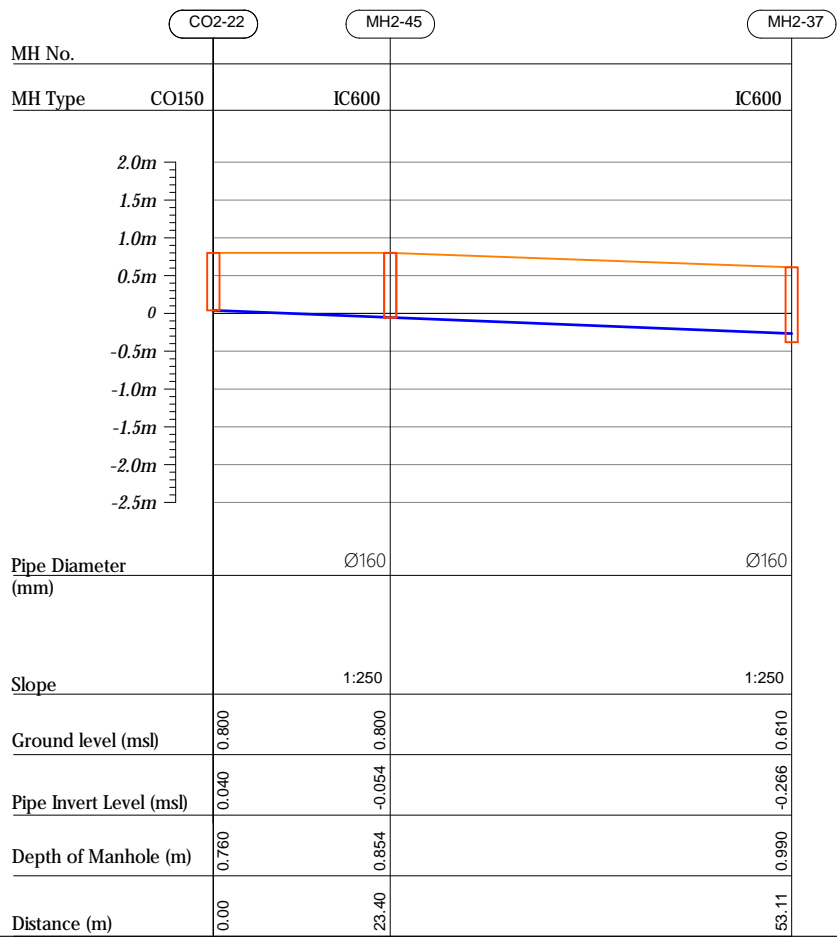 CO2-22 MH2-45 MH2-37
MH No.
MH Type CO150 IC600 IC600
2.0m
1.5m
1.0m
0.5m
0
-0.5m
-1.0m
-1.5m
-2.0m
-2.5m
Pipe Diameter Ø160 Ø160
(mm)
Slope 1:250 1:250
Ground level (msl) 0.800 0.800 0.610
Pipe Invert Level (msl) 0.040 -0.054 -0.266
Depth of Manhole (m) 0.760 0.854 0.990
Distance (m) 0.00 23.40 53.11